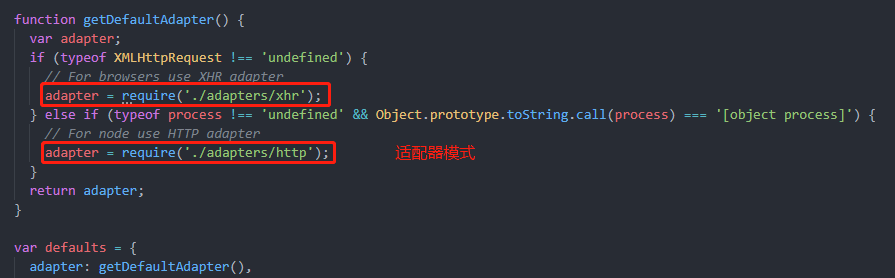 function getDefaultAdapter() {
  var adapter;
  if (typeof XMLHttpRequest !== 'undefined') {
    // For browsers use XHR adapter
    adapter = require('./adapters/xhr');
  } else if (typeof process !== 'undefined' && Object.prototype.toString.call(process) === '[object process]') {
    // For node use HTTP adapter
    adapter = require('./adapters/http'); 适配器模式
  }
  return adapter;
}

var defaults = {
  adapter: getDefaultAdapter(),